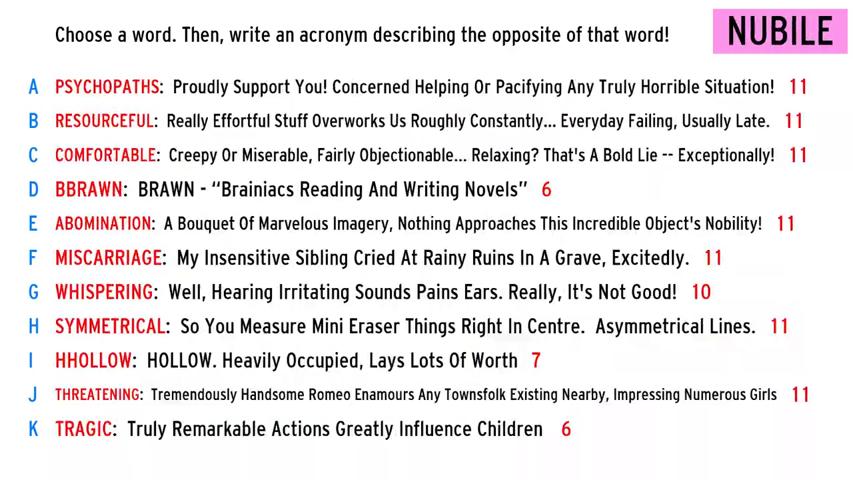 Choose a word. Then, write an acronym describing the opposite of that word!
NUBILE
A PSYCHOPATHS: Proudly Support You! Concerned Helping Or Pacifying Any Truly Horrible Situation! 11
B RESOURCEFUL: Really Effortful Stuff Overworks Us Roughly Constantly... Everyday Failing, Usually Late. 11
C COMFORTABLE: Creepy Or Miserable, Fairly Objectionable... Relaxing? That's A Bold Lie -- Exceptionally! 11
D BBRAWN: BRAWN - “Brainiacs Reading And Writing Novels” 6
E ABOMINATION: A Bouquet Of Marvelous Imagery, Nothing Approaches This Incredible Object's Nobility! 11
F MISCARRIAGE: My Insensitive Sibling Cried At Rainy Ruins In A Grave, Excitedly. 11
G WHISPERING: Well, Hearing Irritating Sounds Pains Ears. Really, It's Not Good! 10
H SYMMETRICAL: So You Measure Mini Eraser Things Right In Centre. Asymmetrical Lines. 11
I HHOLLOW: HOLLOW. Heavily Occupied, Lays Lots Of Worth 7
J THREATENING: Tremendously Handsome Romeo Enamours Any Townsfolk Existing Nearby, Impressing Numerous Girls 11
K TRAGIC: Truly Remarkable Actions Greatly Influence Children 6